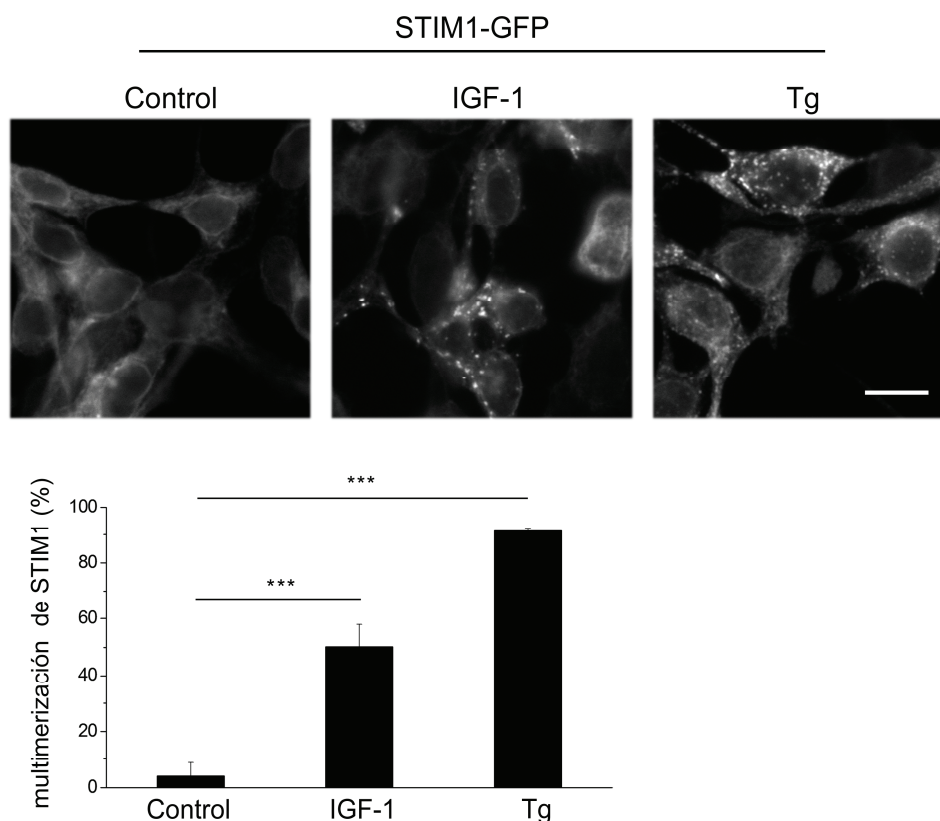 STIM1-GFP
Control IGF-1 Tg
***
***
multimerización de STIM1 (%)
100
80
60
40
20
0
Control IGF-1 Tg